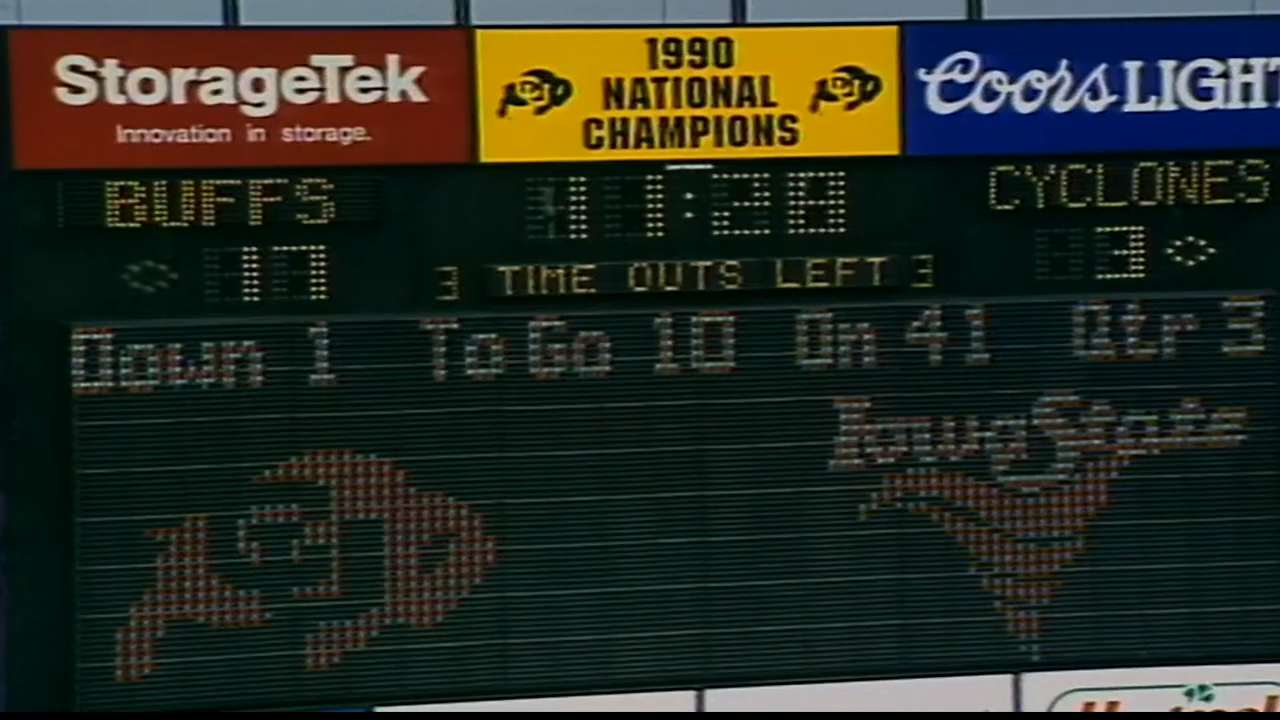 StorageTek
Innovation in storage.
1990
NATIONAL
CHAMPIONS
Coors LIGHT
BUFFS
11:28
CYCLONES
17
3
3 TIME OUTS LEFT 3
Down 1 To Go 10 On 41 Qtr 3
Iowa State